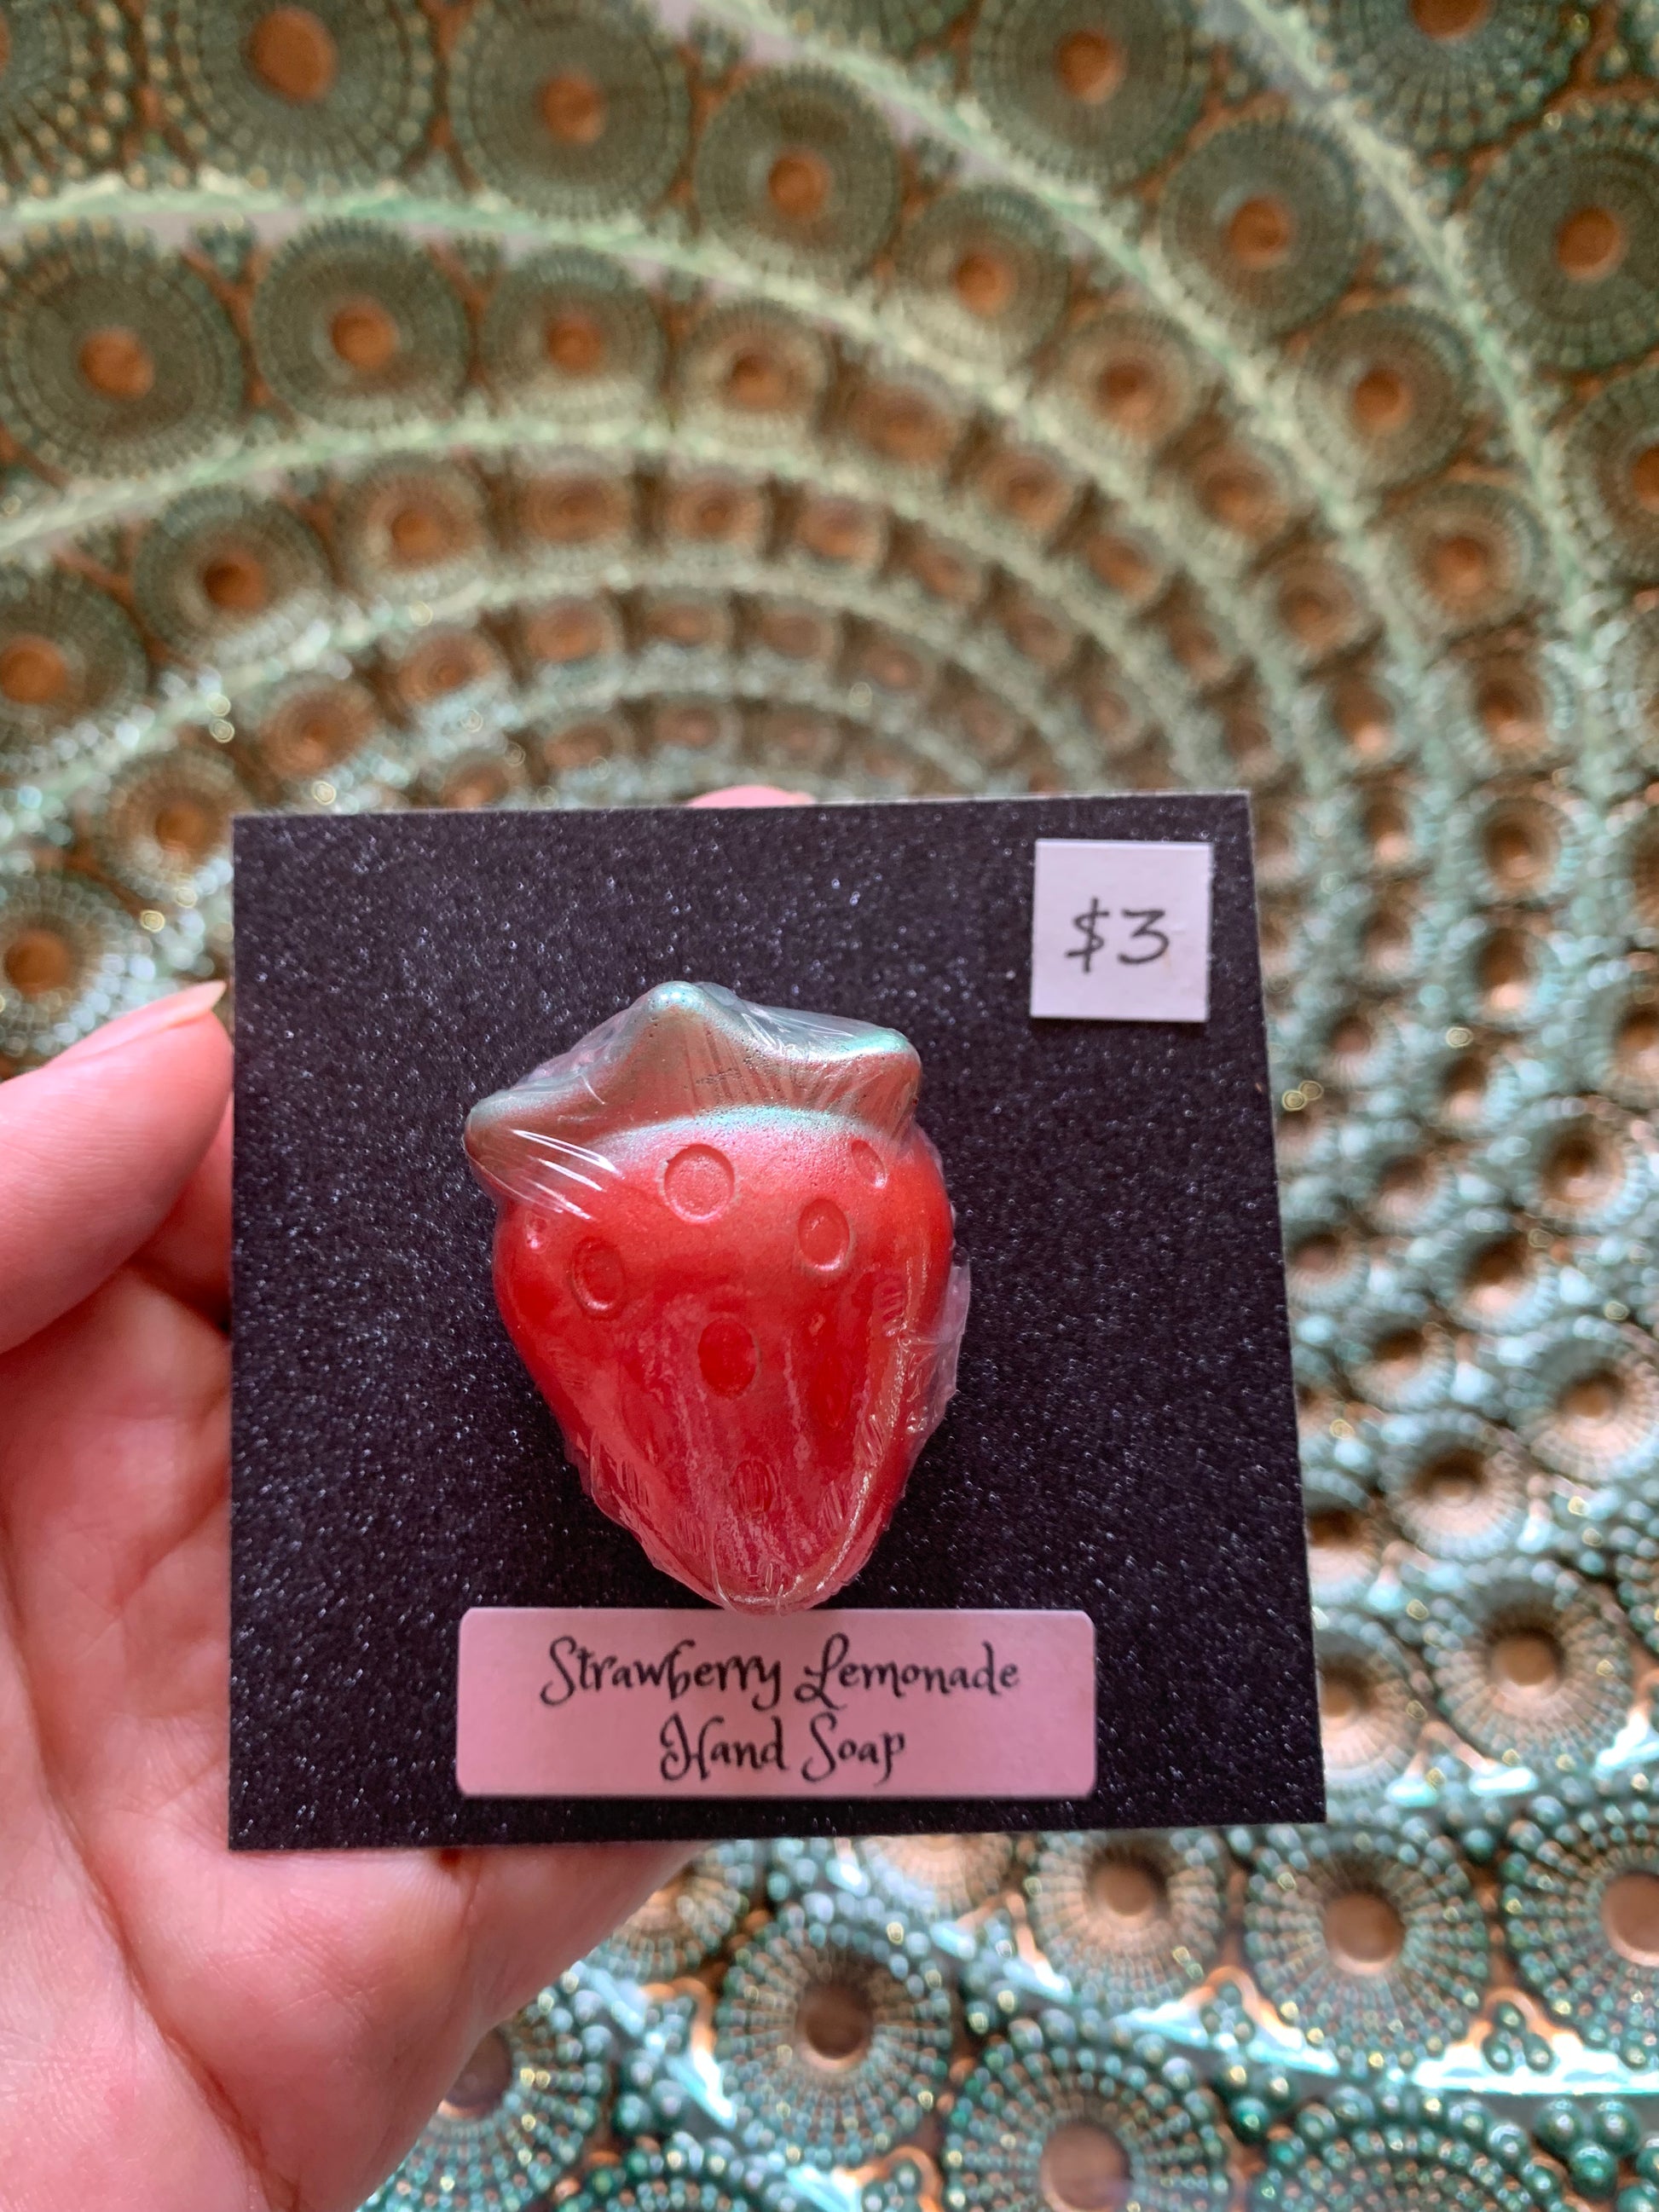 $3
Strawberry Lemonade
Hand Soap